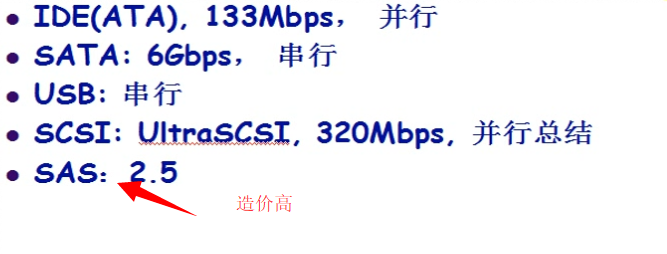 IDE(ATA), 133Mbps, 并行
SATA: 6Gbps, 串行
USB: 串行
SCSI: UltraSCSI, 320Mbps, 并行总结
SAS: 2.5
造价高